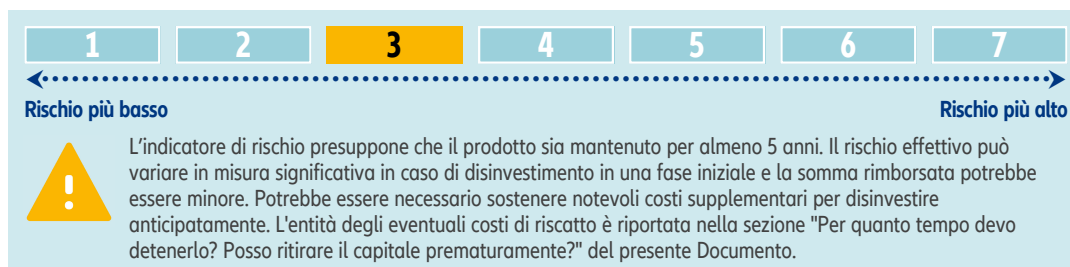 1 2 3 4 5 6 7
Rischio più basso Rischio più alto
L'indicatore di rischio presuppone che il prodotto sia mantenuto per almeno 5 anni. Il rischio effettivo può
variare in misura significativa in caso di disinvestimento in una fase iniziale e la somma rimborsata potrebbe
essere minore. Potrebbe essere necessario sostenere notevoli costi supplementari per disinvestire
anticipatamente. L'entità degli eventuali costi di riscatto è riportata nella sezione "Per quanto tempo devo
detenerlo? Posso ritirare il capitale prematuramente?" del presente Documento.